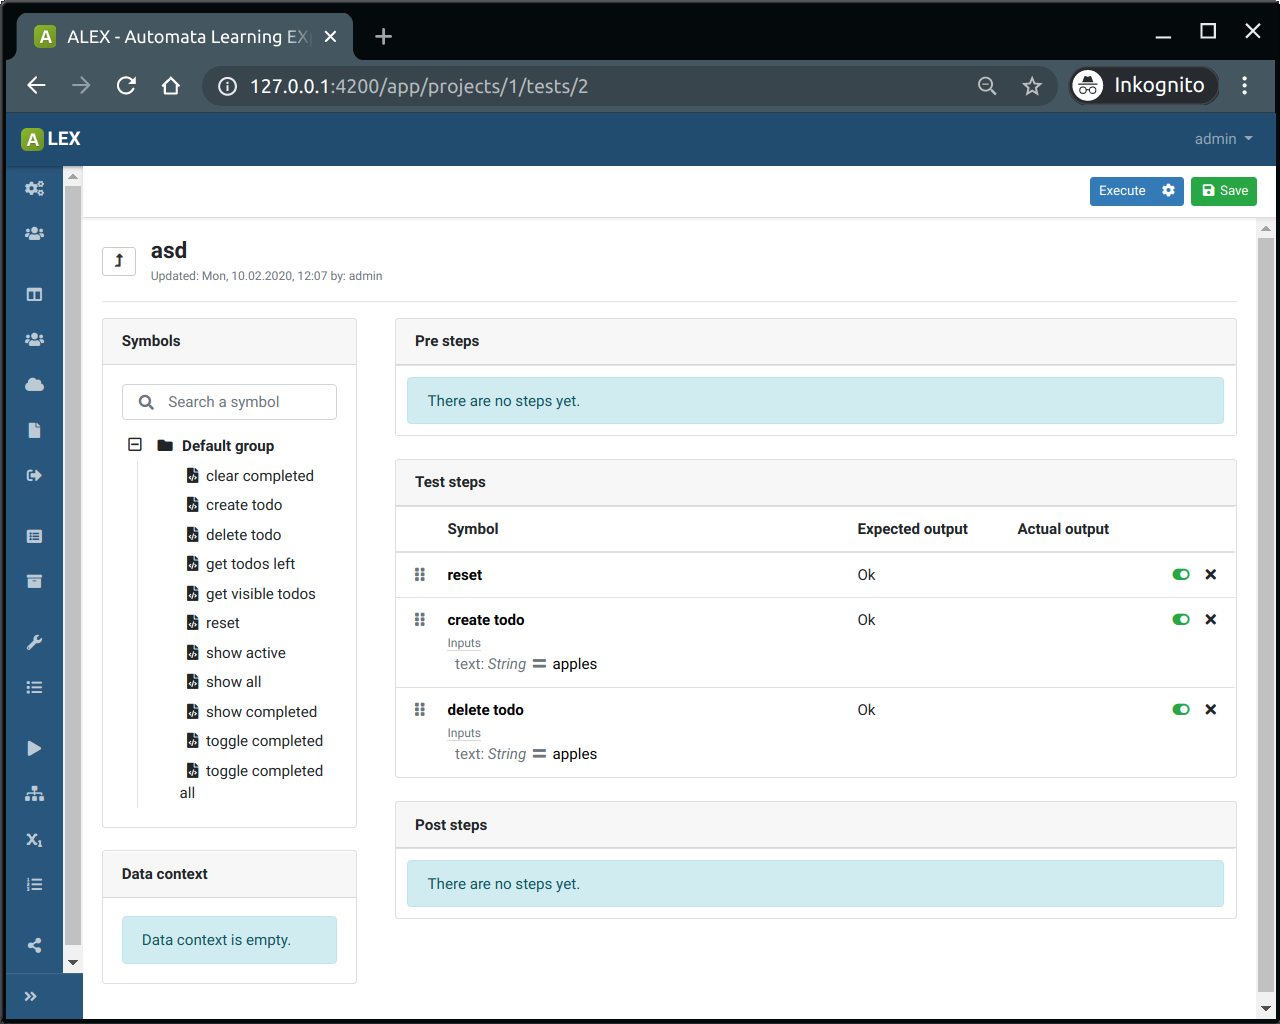 A ALEX - Automata Learning EX
127.0.0.1:4200/app/projects/1/tests/2
Inkognito
A LEX
admin
Execute
Save
asd
Updated: Mon, 10.02.2020, 12:07 by: admin
Symbols
Search a symbol
Default group
clear completed
create todo
delete todo
get todos left
get visible todos
reset
show active
show all
show completed
toggle completed
toggle completed
all
Data context
Data context is empty.
Pre steps
There are no steps yet.
Test steps
Symbol Expected output Actual output
reset Ok
create todo Ok
Inputs
text: String = apples
delete todo Ok
Inputs
text: String = apples
Post steps
There are no steps yet.
X1